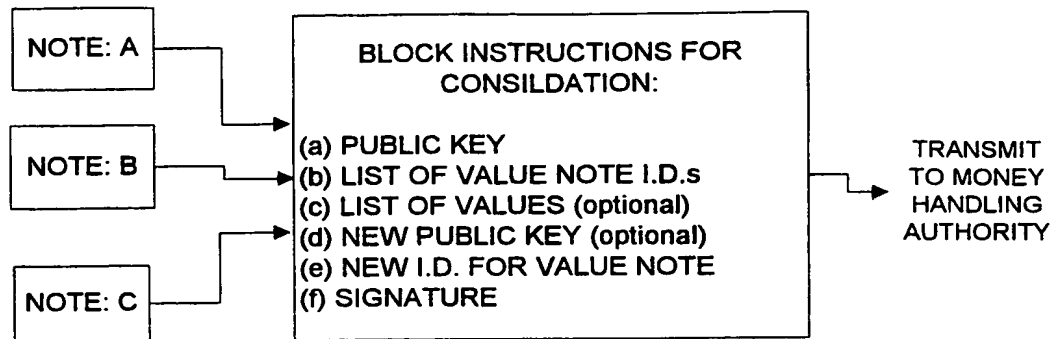 NOTE: A
NOTE: B
NOTE: C
BLOCK INSTRUCTIONS FOR
CONSILDATION:
(a) PUBLIC KEY
(b) LIST OF VALUE NOTE I.D.s
(c) LIST OF VALUES (optional)
(d) NEW PUBLIC KEY (optional)
(e) NEW I.D. FOR VALUE NOTE
(f) SIGNATURE
TRANSMIT
TO MONEY
HANDLING
AUTHORITY